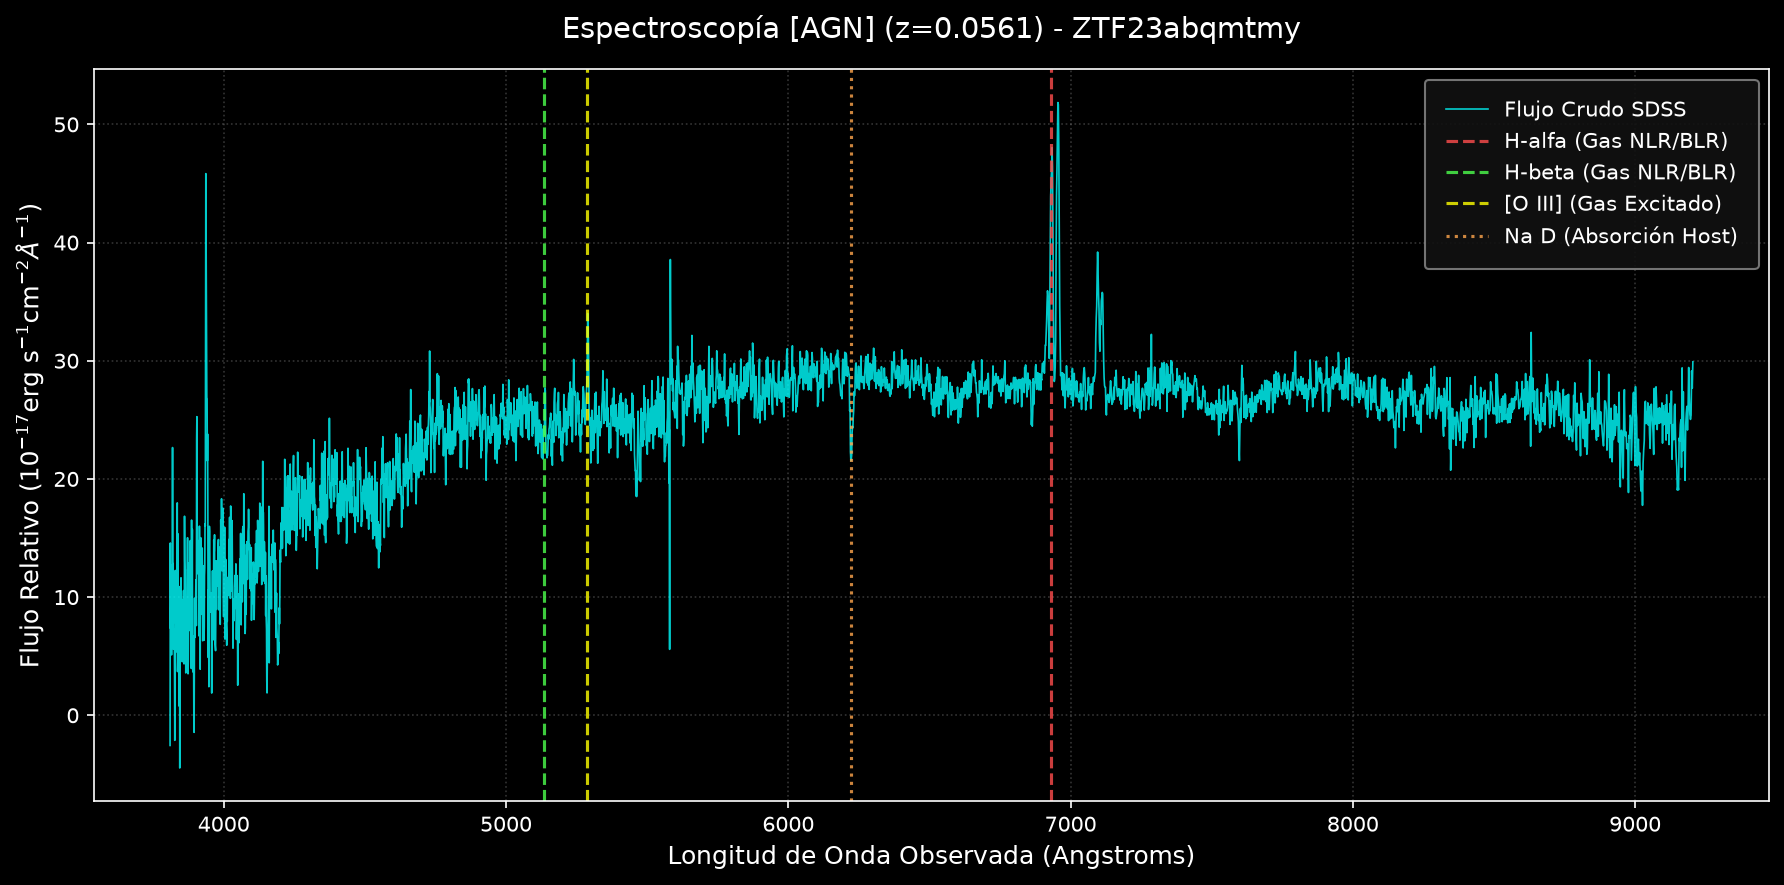 Espectroscopía [AGN] (z=0.0561) - ZTF23abqmtmy
Flujo Crudo SDSS
H-alfa (Gas NLR/BLR)
H-beta (Gas NLR/BLR)
[O III] (Gas Excitado)
Na D (Absorción Host)
Flujo Relativo (10⁻¹⁷erg s⁻¹cm⁻²Å⁻¹)
50
40
30
20
10
0
4000 5000 6000 7000 8000 9000
Longitud de Onda Observada (Angstroms)